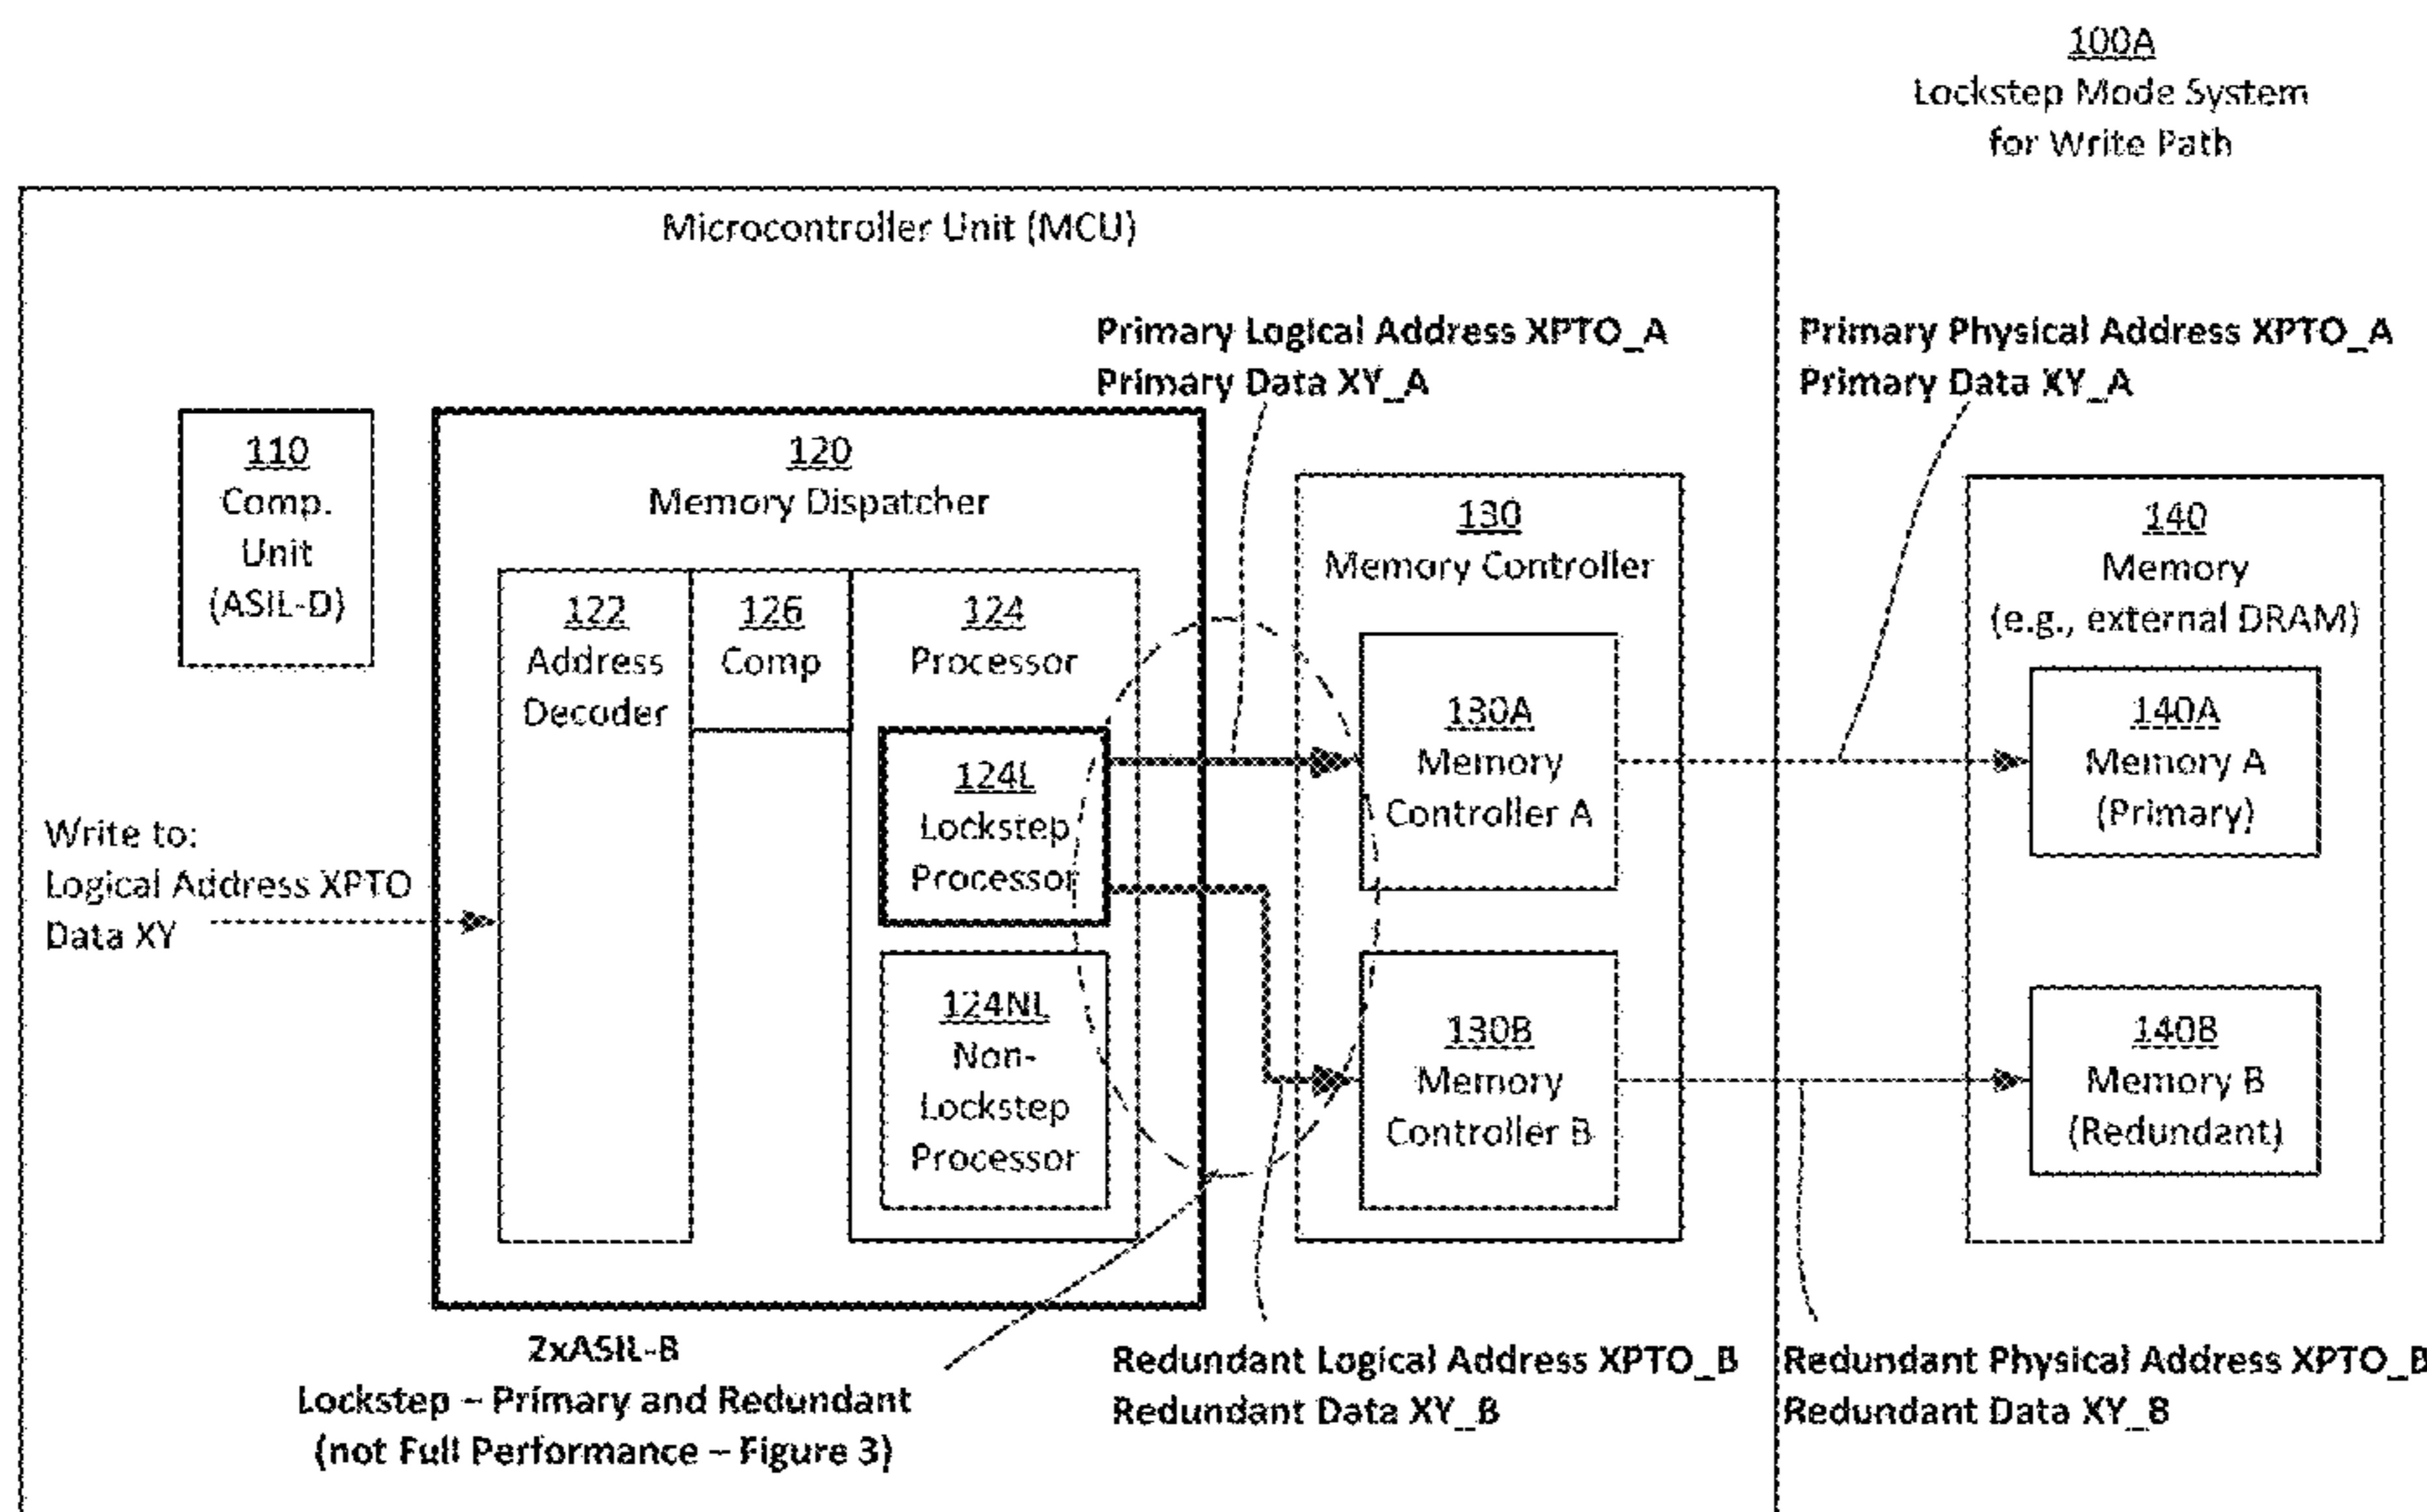 100A
Lockstep Mode System
for Write Path
Microcontroller Unit (MCU)
Primary Logical Address XPTO_A
Primary Data XY_A
Primary Physical Address XPTO_A
Primary Data XY_A
110
Comp.
Unit
(ASIL-D)
120
Memory Dispatcher
122
Address
Decoder
126
Comp
124
Processor
124L
Lockstep
Processor
124NL
Non-
Lockstep
Processor
130
Memory Controller
130A
Memory
Controller A
130B
Memory
Controller B
140
Memory
(e.g., external DRAM)
140A
Memory A
(Primary)
140B
Memory B
(Redundant)
Write to:
Logical Address XPTO
Data XY
2xASIL-B
Lockstep – Primary and Redundant
(not Full Performance – Figure 3)
Redundant Logical Address XPTO_B
Redundant Data XY_B
Redundant Physical Address XPTO_B
Redundant Data XY_B